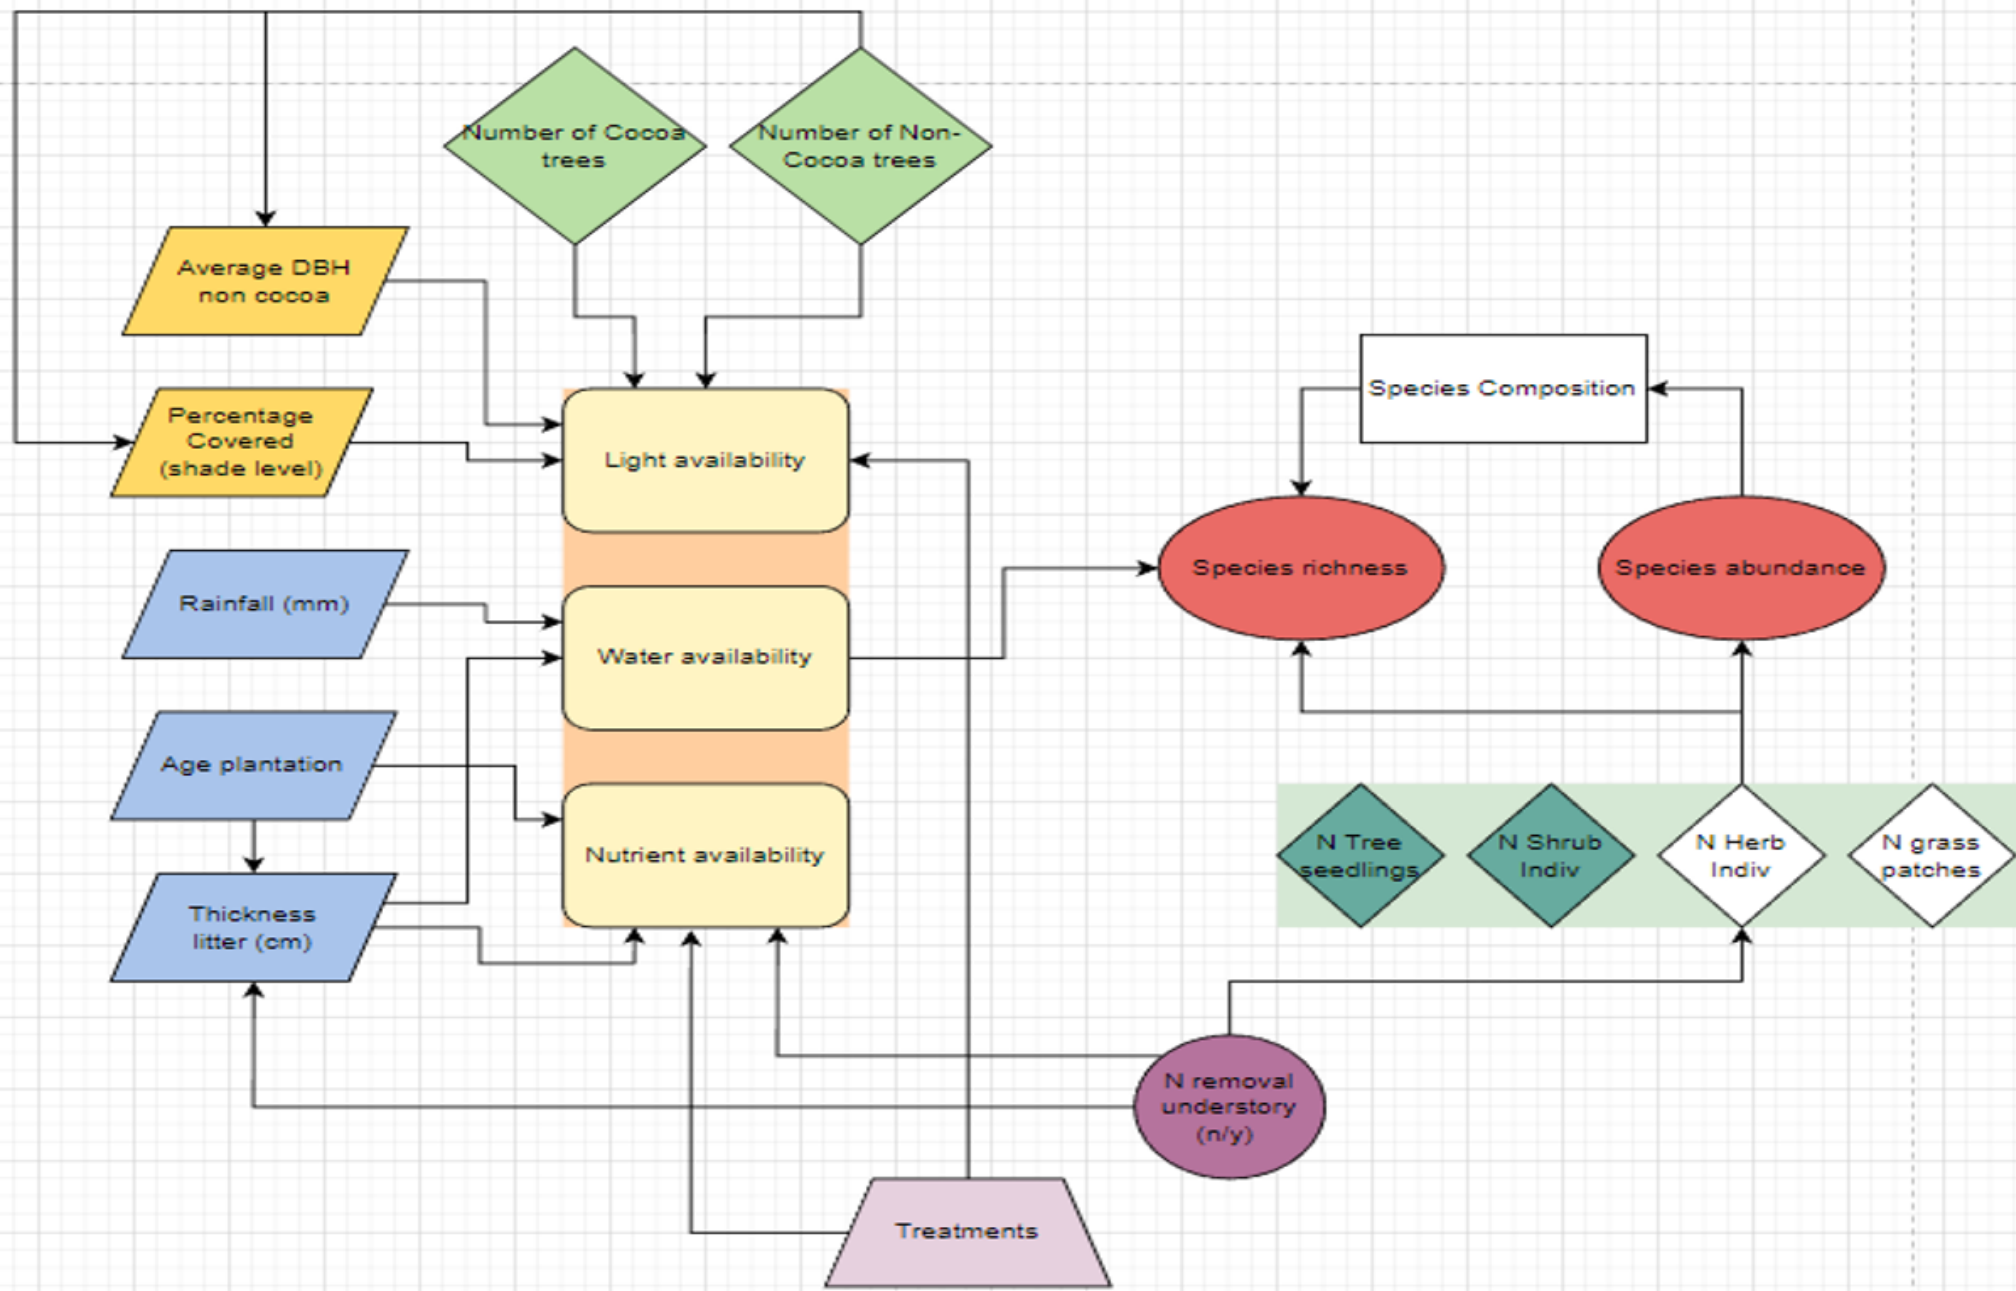 Number of Cocoa
trees
Number of Non-
Cocoa trees
Average DBH
non cocoa
Percentage
Covered
(shade level)
Light availability
Species Composition
Rainfall (mm)
Water availability
Species richness
Species abundance
Age plantation
Nutrient availability
N Tree
seedlings
N Shrub
Indiv
N Herb
Indiv
N grass
patches
Thickness
litter (cm)
N removal
understory
(n/y)
Treatments